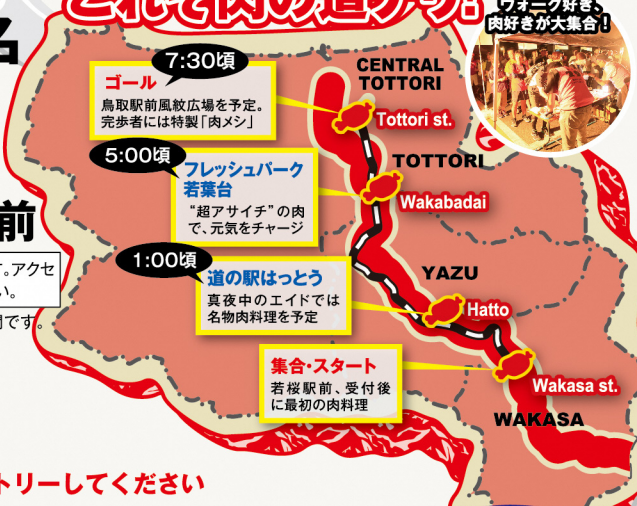 これぞ肉の道かっ!
ウォーク好き、
肉好きが大集合!
名
7:30頃
ゴール
鳥取駅前風紋広場を予定。
完歩者には特製「肉メシ」
CENTRAL
TOTTORI
Tottori st.
5:00頃
フレッシュパーク
若葉台
“超アサイチ”の肉
で、元気をチャージ
TOTTORI
Wakabadai
前
す。アクセ
い。
間です。
1:00頃
道の駅はっとう
真夜中のエイドでは
名物肉料理を予定
YAZU
Hatto
集合・スタート
若桜駅前、受付後
に最初の肉料理
Wakasa st.
WAKASA
トリーしてください